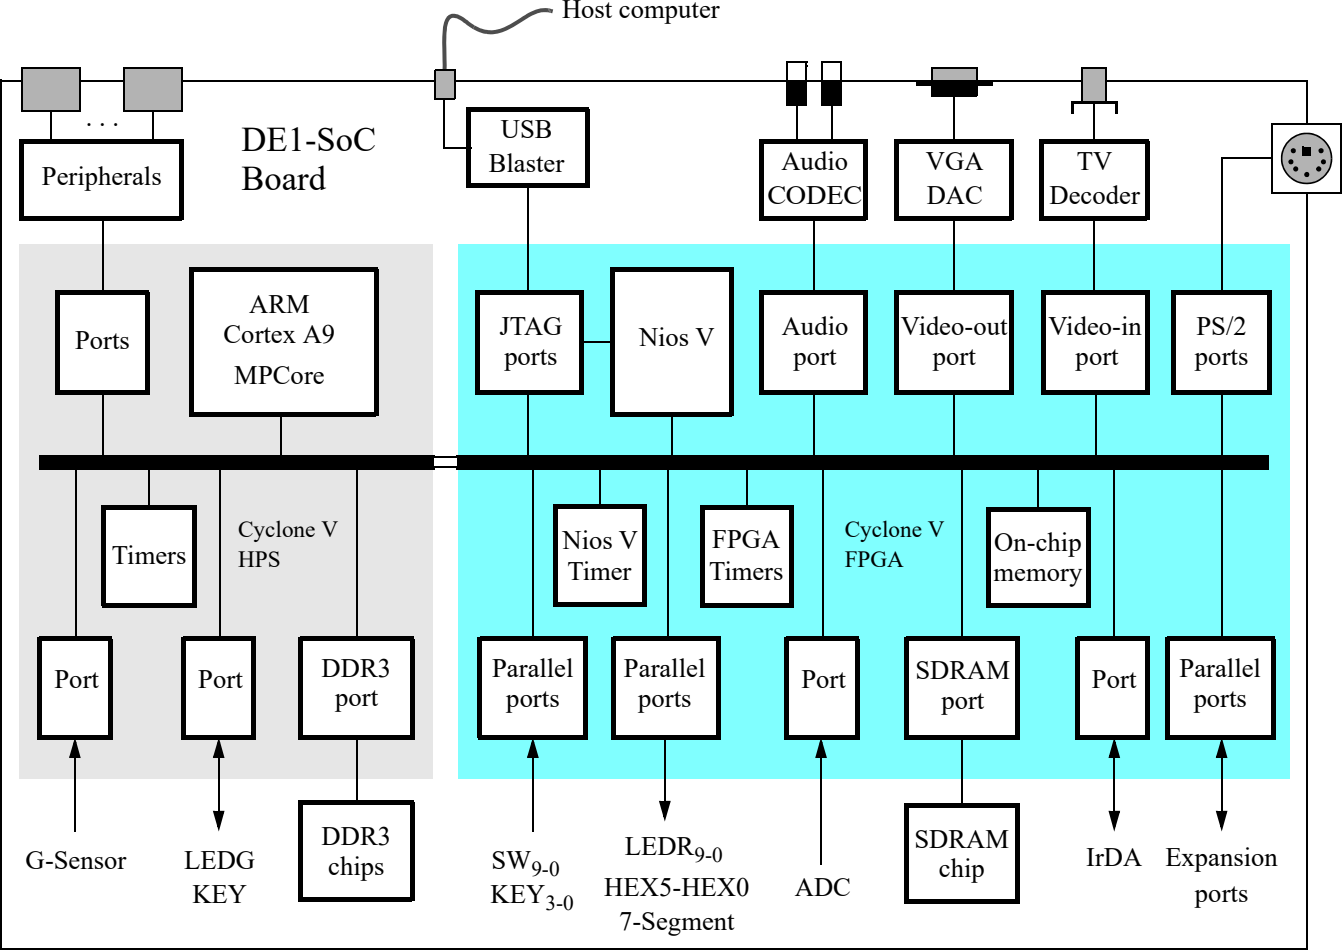 Host computer
. . .
DE1-SoC
Board
USB
Blaster
Peripherals
Audio
CODEC
VGA
DAC
TV
Decoder
Ports
ARM
Cortex A9
MPCore
JTAG
ports
Nios V
Audio
port
Video-out
port
Video-in
port
PS/2
ports
Timers
Cyclone V
HPS
Nios V
Timer
FPGA
Timers
Cyclone V
FPGA
On-chip
memory
Port
Port
DDR3
port
Parallel
ports
Parallel
ports
Port
SDRAM
port
Port
Parallel
ports
G-Sensor
LEDG
KEY
DDR3
chips
SW9-0
KEY3-0
LEDR9-0
HEX5-HEX0
7-Segment
ADC
SDRAM
chip
IrDA
Expansion
ports